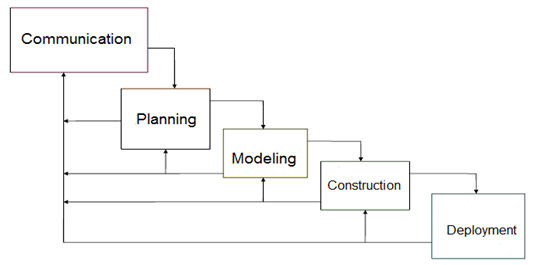 Communication
Planning
Modeling
Construction
Deployment